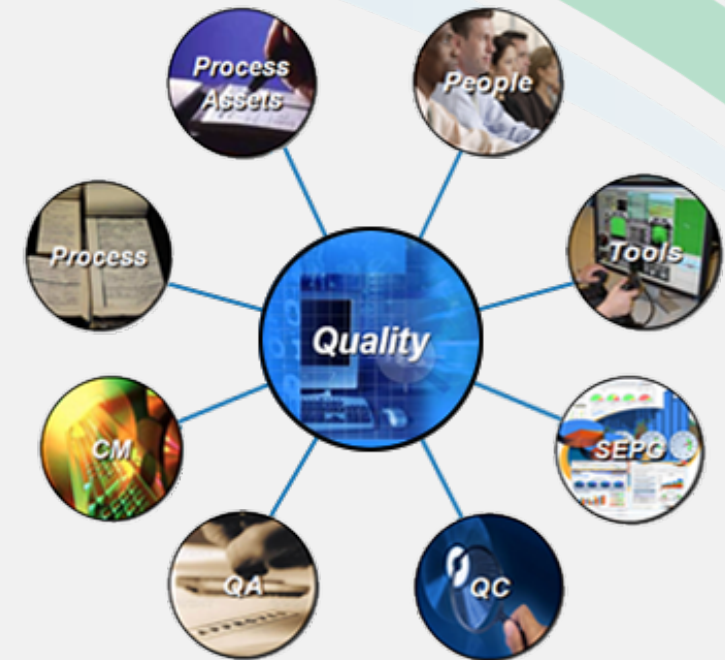 Process
Assets
People
Process
Tools
Quality
CM
SEPG
QA
QC